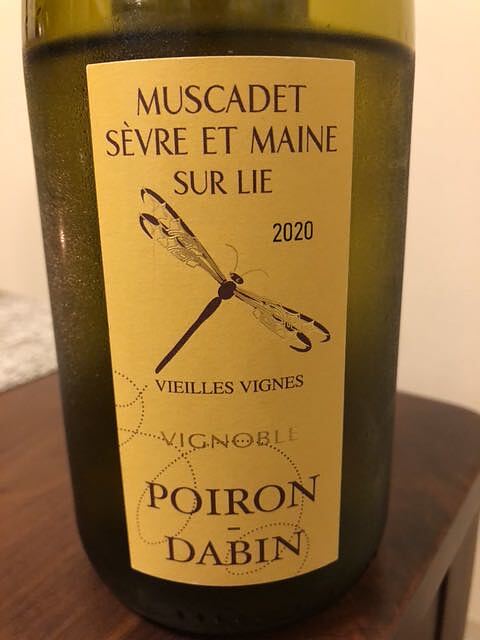 MUSCADET
SÈVRE ET MAINE
SUR LIE
2020
VIEILLES VIGNES
VIGNOBLE
POIRON
-
DABIN